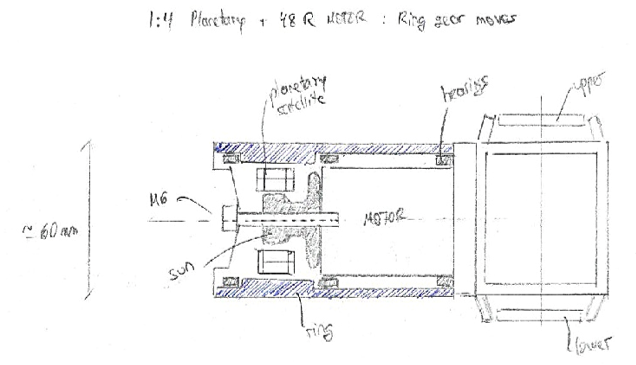 1:4 Planetary + 48 R MOTOR : Ring gear moves
planetary
satellite
bearings
upper
M6
MOTOR
≈ 60 mm
sun
ring
lower